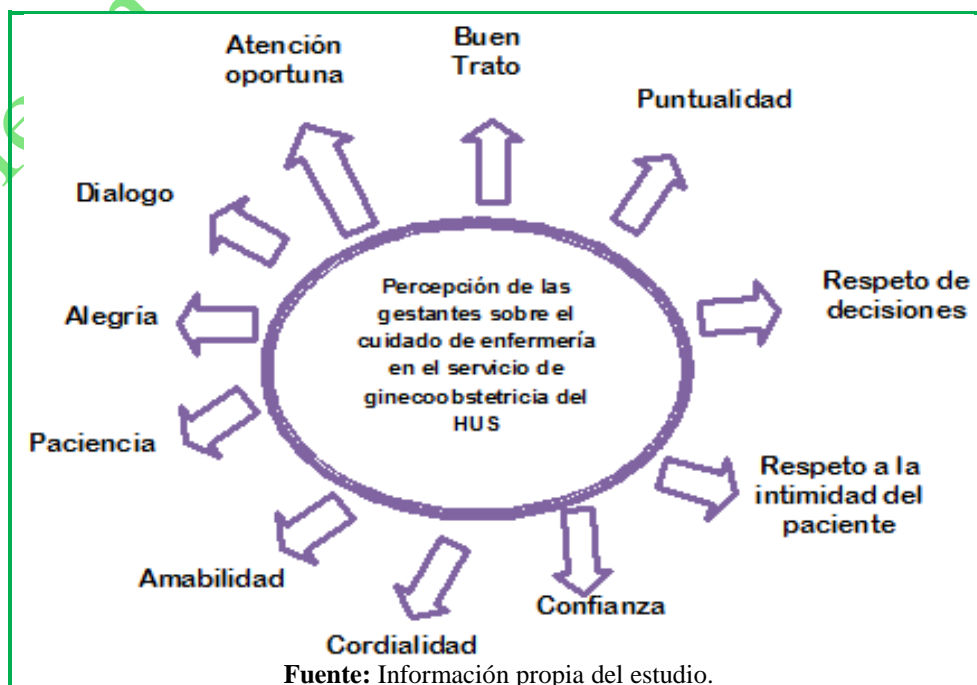 Atención
oportuna
Buen
Trato
Puntualidad
Dialogo
Respeto de
decisiones
Alegría
Percepción de las
gestantes sobre el
cuidado de enfermería
en el servicio de
ginecoobstetricia del
HUS
Paciencia
Respeto a la
intimidad del
paciente
Amabilidad
Confianza
Cordialidad
Fuente: Información propia del estudio.